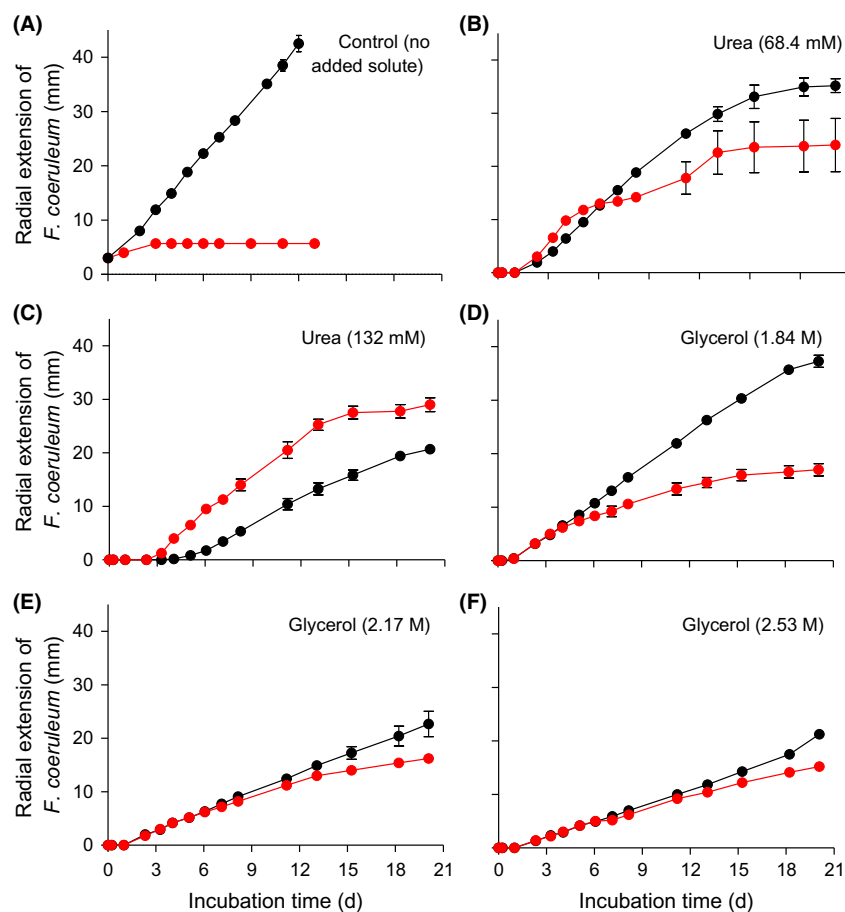 (A)
Control (no
added solute)
Radial extension of
F. coeruleum (mm)
40
30
20
10
0
(B)
Urea (68.4 mM)
(C)
Urea (132 mM)
Radial extension of
F. coeruleum (mm)
40
30
20
10
0
(D)
Glycerol (1.84 M)
(E)
Glycerol (2.17 M)
Radial extension of
F. coeruleum (mm)
40
30
20
10
0
0 3 6 9 12 15 18 21
Incubation time (d)
(F)
Glycerol (2.53 M)
0 3 6 9 12 15 18 21
Incubation time (d)